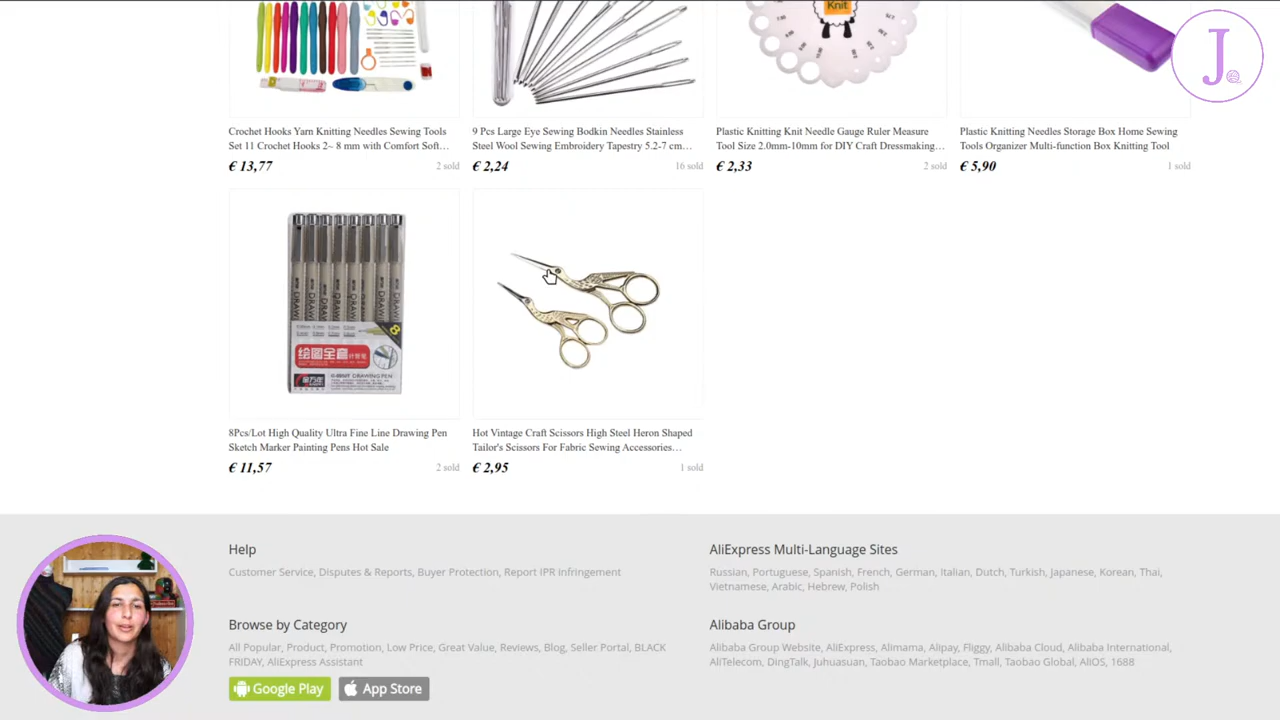 Knit
J
Crochet Hooks Yarn Knitting Needles Sewing Tools
Set 11 Crochet Hooks 2~ 8 mm with Comfort Soft…
€ 13,77
2 sold
9 Pcs Large Eye Sewing Bodkin Needles Stainless
Steel Wool Sewing Embroidery Tapestry 5.2-7 cm…
€ 2,24
16 sold
Plastic Knitting Knit Needle Gauge Ruler Measure
Tool Size 2.0mm-10mm for DIY Craft Dressmaking…
€ 2,33
2 sold
Plastic Knitting Needles Storage Box Home Sewing
Tools Organizer Multi-function Box Knitting Tool
€ 5,90
1 sold
8
绘图全套
8Pcs/Lot High Quality Ultra Fine Line Drawing Pen
Sketch Marker Painting Pens Hot Sale
€ 11,57
2 sold
Hot Vintage Craft Scissors High Steel Heron Shaped
Tailor's Scissors For Fabric Sewing Accessories…
€ 2,95
1 sold
Help
Customer Service, Disputes & Reports, Buyer Protection, Report IPR infringement
AliExpress Multi-Language Sites
Russian, Portuguese, Spanish, French, German, Italian, Dutch, Turkish, Japanese, Korean, Thai,
Vietnamese, Arabic, Hebrew, Polish
Browse by Category
All Popular, Product, Promotion, Low Price, Great Value, Reviews, Blog, Seller Portal, BLACK
FRIDAY, AliExpress Assistant
Google Play
App Store
Alibaba Group
Alibaba Group Website, AliExpress, Alimama, Alipay, Fliggy, Alibaba Cloud, Alibaba International,
AliTelecom, DingTalk, Juhuasuan, Taobao Marketplace, Tmall, Taobao Global, AliOS, 1688